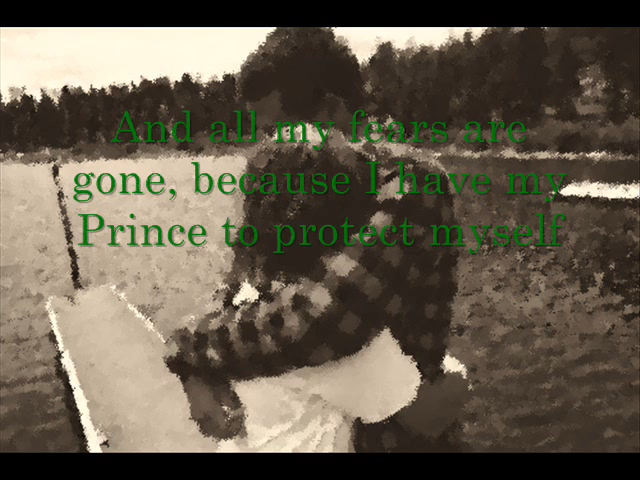 And all my fears are
gone, because I have my
Prince to protect myself